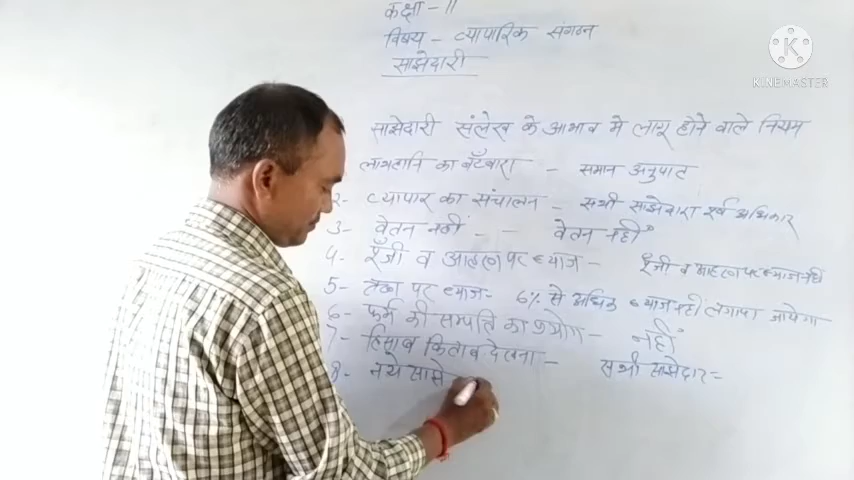 कक्षा - 11
विषय - व्यापारिक संगठन
साझेदारी
KINEMASTER
साझेदारी संलेख के अभाव मे लागू होने वाले नियम
लाभहानि का बँटवारा - समान अनुपात
2- व्यापार का संचालन - सभी साझेदारा अधिकार
3- वेतन नहीं - - वेतन नहीं
4- पूँजी व आहरण पर ब्याज - पूँजी व आहरण पर ब्याज नही
5- ऋण पर ब्याज - 6% से अधिक ब्याज नहीं लगाया जायेगा
6- फर्म की सम्पत्ति का प्रयोग - नहीं
7- हिसाब किताब देखना - सभी साझेदार =
8- नये साझे